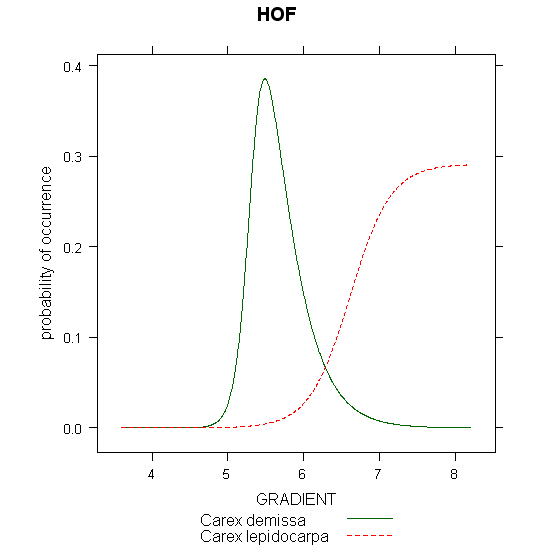 HOF
0.4
0.3
0.2
0.1
0.0
probability of occurrence
4 5 6 7 8
GRADIENT
Carex demissa
Carex lepidocarpa